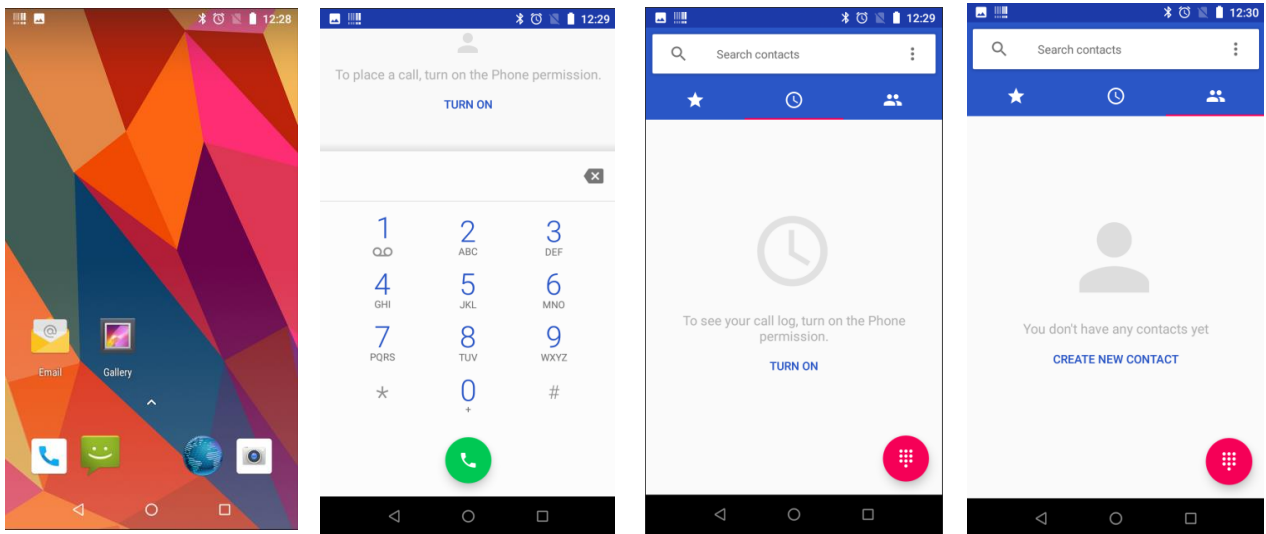 12:28
@
Email
Gallery
12:29
To place a call, turn on the Phone permission.
TURN ON
1
2 ABC
3 DEF
4 GHI
5 JKL
6 MNO
7 PQRS
8 TUV
9 WXYZ
*
0 +
#
12:29
Search contacts
To see your call log, turn on the Phone
permission.
TURN ON
12:30
Search contacts
You don't have any contacts yet
CREATE NEW CONTACT